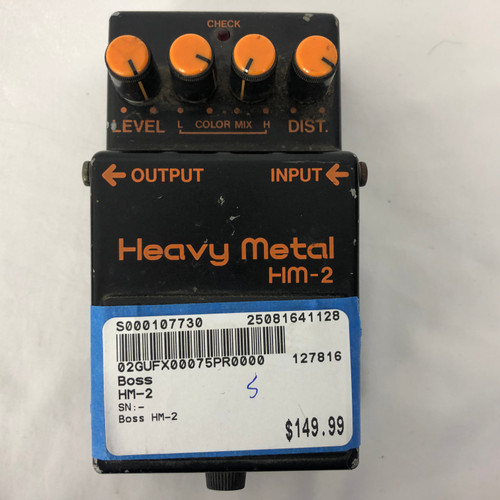 CHECK
LEVEL L COLOR MIX H DIST.
OUTPUT INPUT
Heavy Metal
HM-2
S000107730 25081641128
02GUFX00075PR0000 127816
Boss
HM-2
SN:-
Boss HM-2
5
$149.99